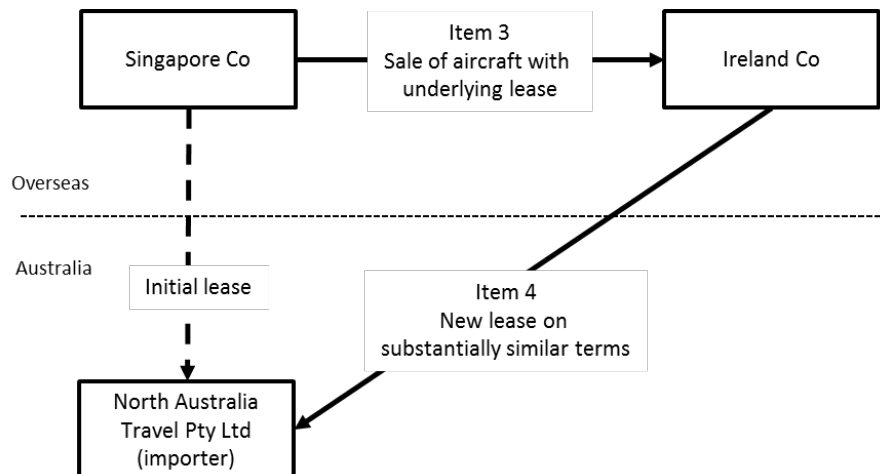 Singapore Co
Item 3
Sale of aircraft with
underlying lease
Ireland Co
Overseas
Australia
Initial lease
Item 4
New lease on
substantially similar terms
North Australia
Travel Pty Ltd
(importer)